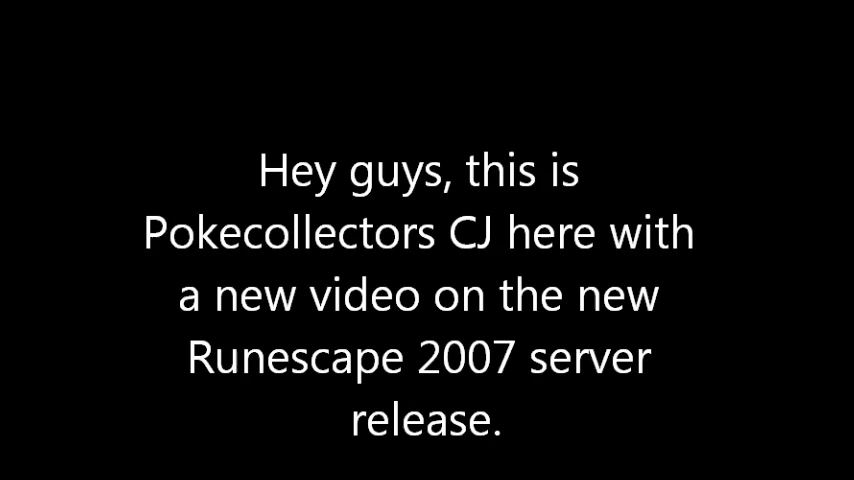 Hey guys, this is
Pokecollectors CJ here with
a new video on the new
Runescape 2007 server
release.